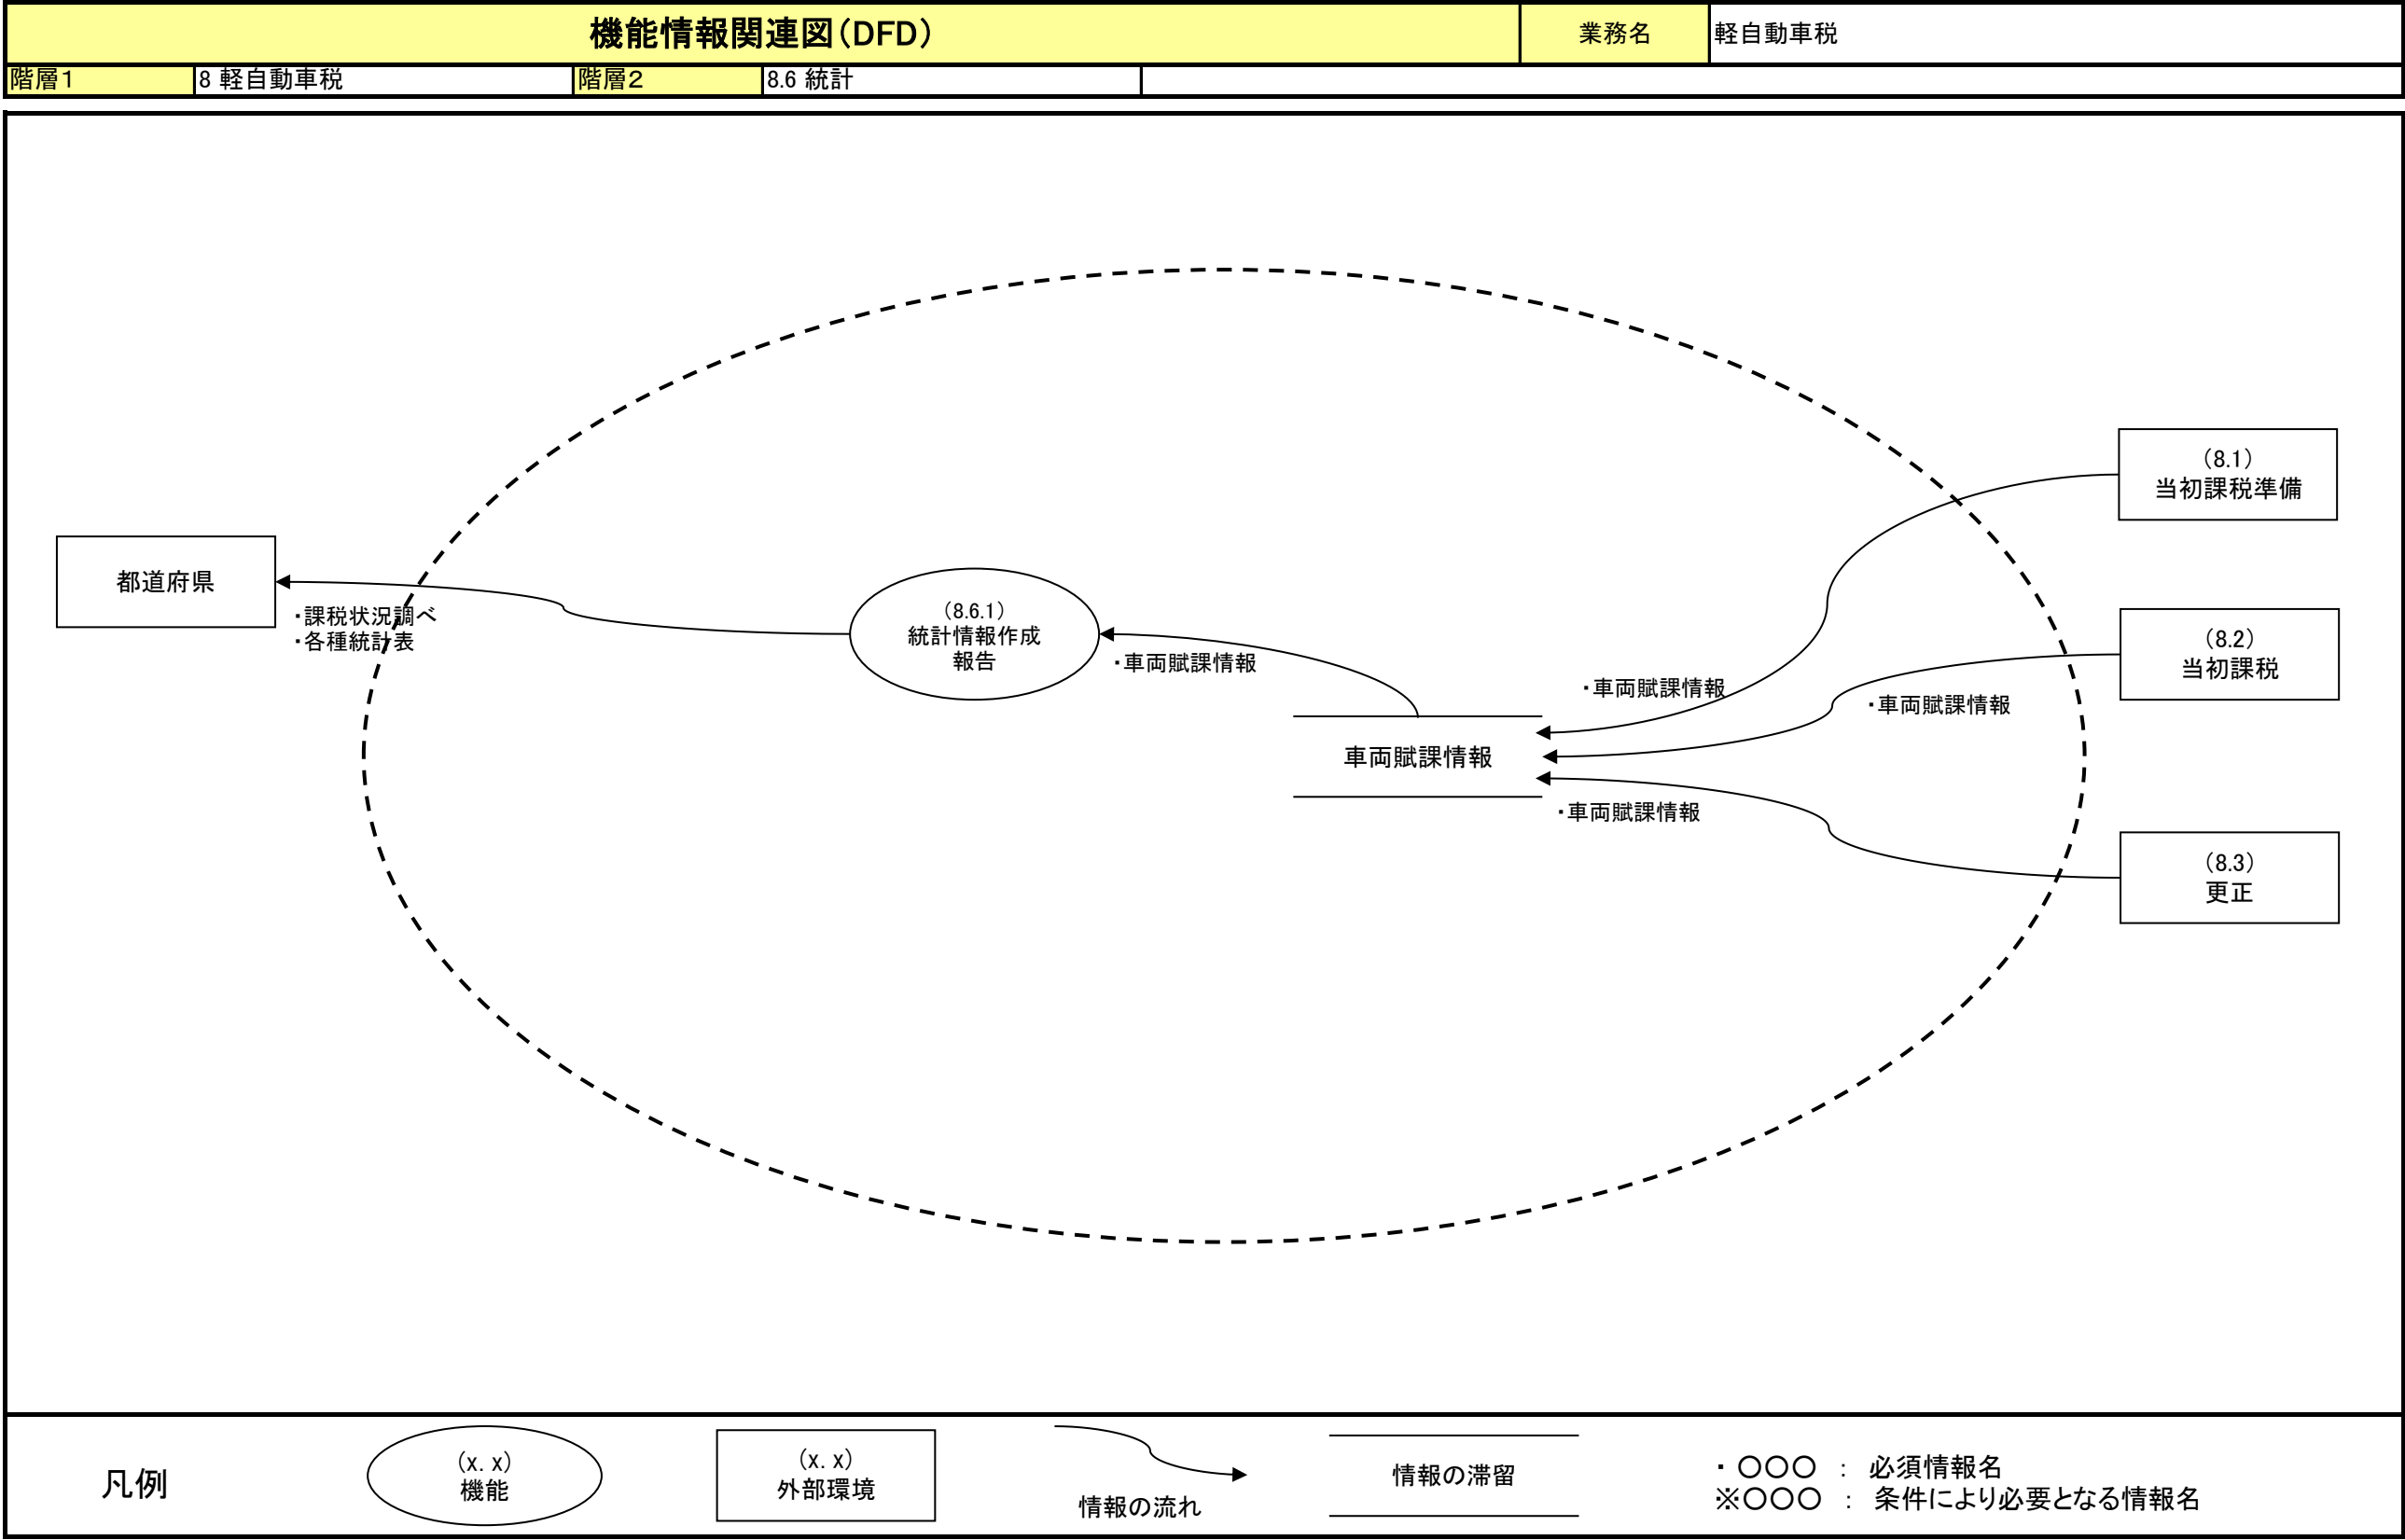 機能情報関連図（DFD）
業務名
軽自動車税
階層１
8 軽自動車税
階層２
8.6 統計
（8.1）
当初課税準備
都道府県
・課税状況調べ
・各種統計表
（8.6.1）
統計情報作成
報告
・車両賦課情報
・車両賦課情報
（8.2）
当初課税
・車両賦課情報
車両賦課情報
・車両賦課情報
（8.3）
更正
凡例
（x. x）
機能
（x. x）
外部環境
情報の流れ
情報の滞留
・ ○○○ ： 必須情報名
※○○○ ： 条件により必要となる情報名